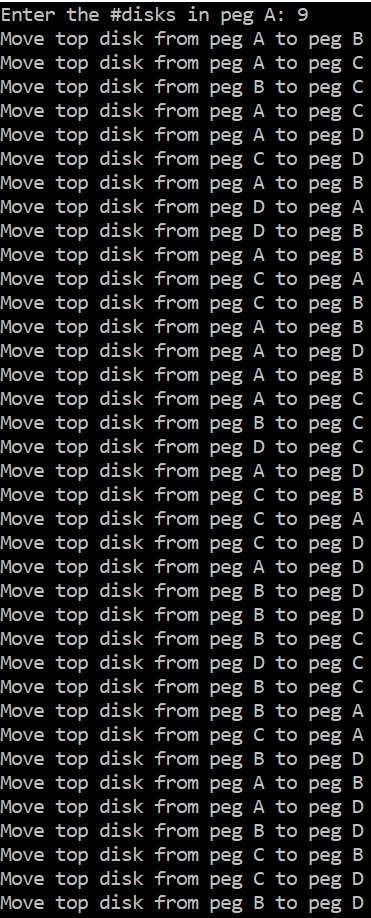 Enter the #disks in peg A: 9
Move top disk from peg A to peg B
Move top disk from peg A to peg C
Move top disk from peg B to peg C
Move top disk from peg A to peg C
Move top disk from peg A to peg D
Move top disk from peg C to peg D
Move top disk from peg A to peg B
Move top disk from peg D to peg A
Move top disk from peg D to peg B
Move top disk from peg A to peg B
Move top disk from peg C to peg A
Move top disk from peg C to peg B
Move top disk from peg A to peg B
Move top disk from peg A to peg D
Move top disk from peg A to peg B
Move top disk from peg A to peg C
Move top disk from peg B to peg C
Move top disk from peg D to peg C
Move top disk from peg A to peg D
Move top disk from peg C to peg B
Move top disk from peg C to peg A
Move top disk from peg C to peg D
Move top disk from peg A to peg D
Move top disk from peg B to peg D
Move top disk from peg B to peg D
Move top disk from peg B to peg C
Move top disk from peg D to peg C
Move top disk from peg B to peg C
Move top disk from peg B to peg A
Move top disk from peg C to peg A
Move top disk from peg B to peg D
Move top disk from peg A to peg B
Move top disk from peg A to peg D
Move top disk from peg B to peg D
Move top disk from peg C to peg B
Move top disk from peg C to peg D
Move top disk from peg B to peg D